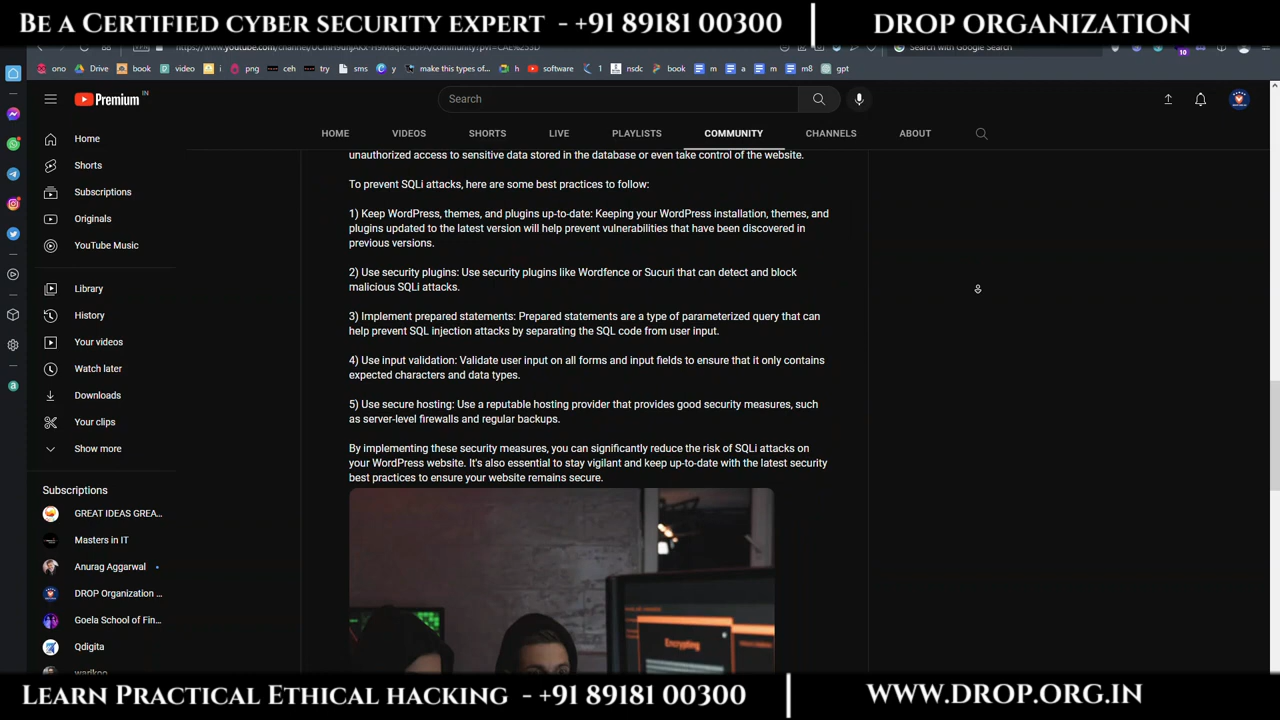 Be a Certified cyber security expert - +91 89181 00300
DROP ORGANIZATION
Search with Google Search
10
ono
Drive
book
video
i
png
ceh
try
sms
y
make this types of...
h
software
1
nsdc
book
m
a
m
m8
gpt
Premium IN
Search
HOME
VIDEOS
SHORTS
LIVE
PLAYLISTS
COMMUNITY
CHANNELS
ABOUT
Home
Shorts
Subscriptions
Originals
YouTube Music
Library
History
Your videos
Watch later
Downloads
Your clips
Show more
Subscriptions
GREAT IDEAS GREA...
Masters in IT
Anurag Aggarwal
DROP Organization ...
Goela School of Fin...
Qdigita
warikoo
unauthorized access to sensitive data stored in the database or even take control of the website.
To prevent SQLi attacks, here are some best practices to follow:
1) Keep WordPress, themes, and plugins up-to-date: Keeping your WordPress installation, themes, and
plugins updated to the latest version will help prevent vulnerabilities that have been discovered in
previous versions.
2) Use security plugins: Use security plugins like Wordfence or Sucuri that can detect and block
malicious SQLi attacks.
3) Implement prepared statements: Prepared statements are a type of parameterized query that can
help prevent SQL injection attacks by separating the SQL code from user input.
4) Use input validation: Validate user input on all forms and input fields to ensure that it only contains
expected characters and data types.
5) Use secure hosting: Use a reputable hosting provider that provides good security measures, such
as server-level firewalls and regular backups.
By implementing these security measures, you can significantly reduce the risk of SQLi attacks on
your WordPress website. It's also essential to stay vigilant and keep up-to-date with the latest security
best practices to ensure your website remains secure.
Encrypting
Learn Practical Ethical hacking - +91 89181 00300
WWW.DROP.ORG.IN